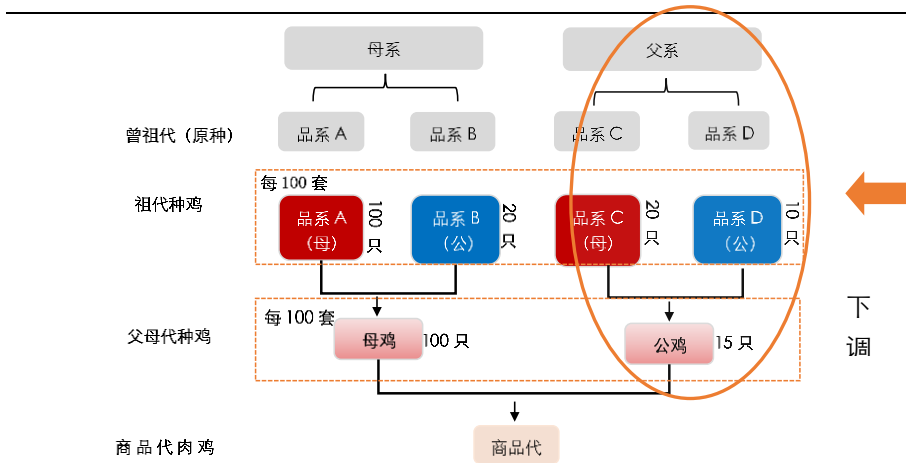 母系
父系
曾祖代（原种）
品系 A
品系 B
品系 C
品系 D
每 100 套
祖代种鸡
品系 A
（母）
100 只
品系 B
（公）
20 只
品系 C
（母）
20 只
品系 D
（公）
10 只
每 100 套
父母代种鸡
母鸡
100 只
公鸡
15 只
下
调
商品代肉鸡
商品代